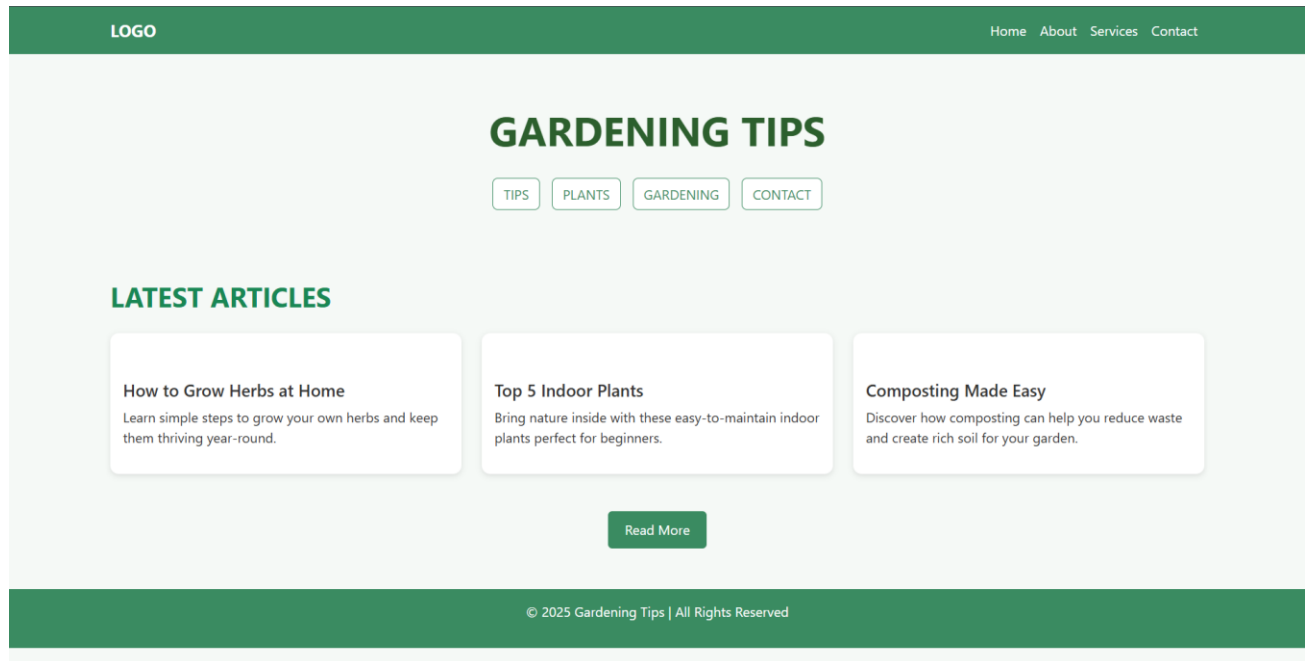 LOGO
Home About Services Contact
GARDENING TIPS
TIPS PLANTS GARDENING CONTACT
LATEST ARTICLES
How to Grow Herbs at Home
Learn simple steps to grow your own herbs and keep
them thriving year-round.
Top 5 Indoor Plants
Bring nature inside with these easy-to-maintain indoor
plants perfect for beginners.
Composting Made Easy
Discover how composting can help you reduce waste
and create rich soil for your garden.
Read More
© 2025 Gardening Tips | All Rights Reserved